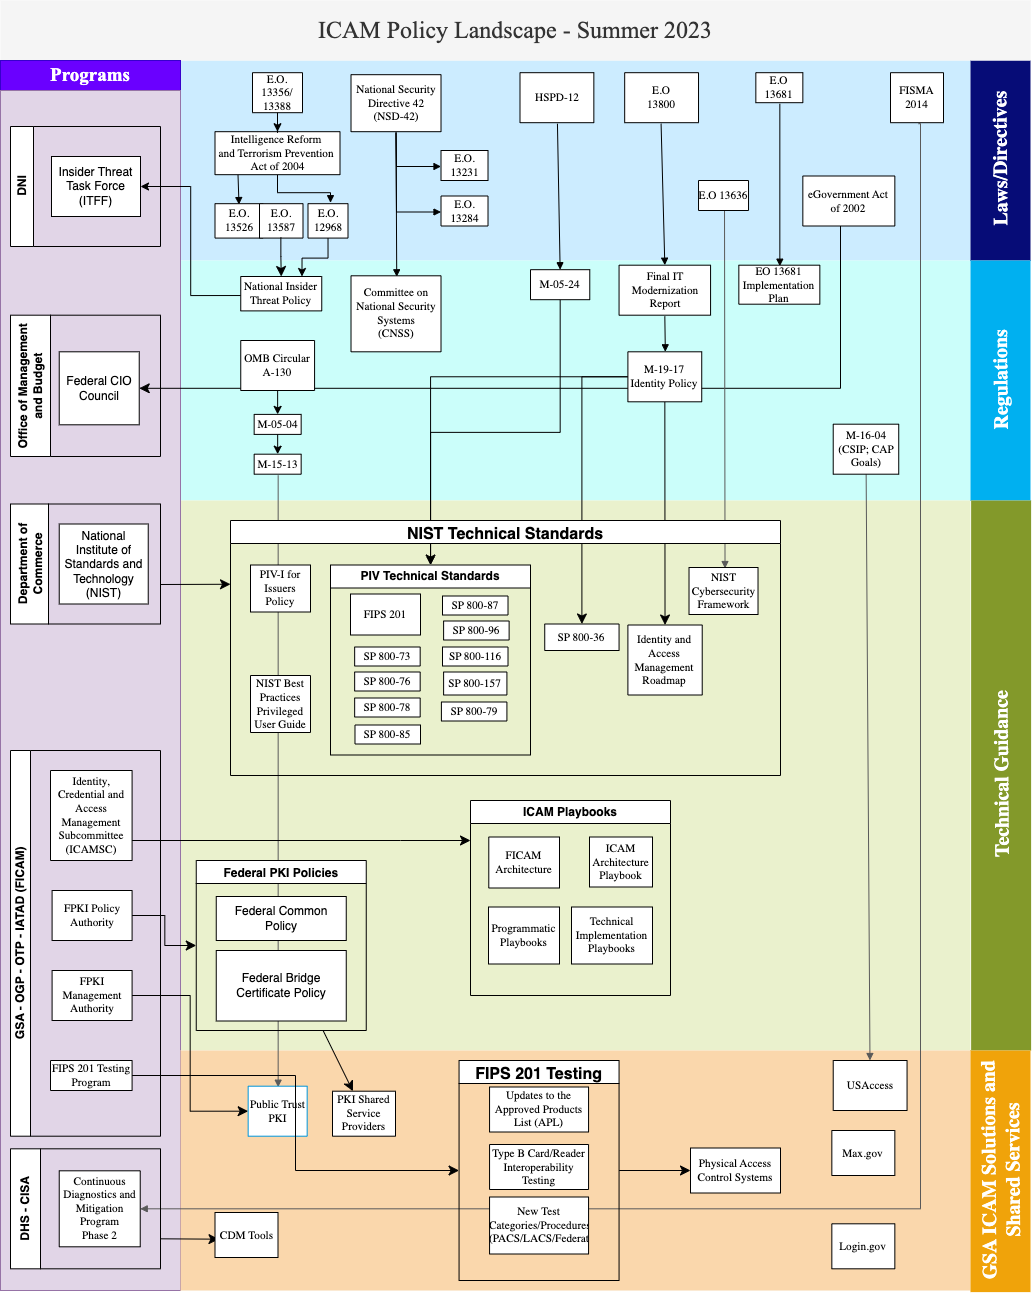 ICAM Policy Landscape - Summer 2023
Programs
Laws/Directives
E.O.
13356/
13388
National Security
Directive 42
(NSD-42)
HSPD-12
E.O
13800
E.O
13681
FISMA
2014
Intelligence Reform
and Terrorism Prevention
Act of 2004
E.O.
13231
E.O.
13284
E.O 13636
eGovernment Act
of 2002
E.O.
13526
E.O.
13587
E.O.
12968
DNI
Insider Threat
Task Force
(ITFF)
Regulations
National Insider
Threat Policy
Committee on
National Security
Systems
(CNSS)
M-05-24
Final IT
Modernization
Report
EO 13681
Implementation
Plan
Office of Management
and Budget
Federal CIO
Council
OMB Circular
A-130
M-19-17
Identity Policy
M-05-04
M-15-13
M-16-04
(CSIP; CAP
Goals)
Technical Guidance
Department of
Commerce
National
Institute of
Standards and
Technology
(NIST)
NIST Technical Standards
PIV-I for
Issuers
Policy
NIST Best
Practices
Privileged
User Guide
PIV Technical Standards
FIPS 201
SP 800-87
SP 800-96
SP 800-73
SP 800-116
SP 800-76
SP 800-157
SP 800-78
SP 800-79
SP 800-85
SP 800-36
Identity and
Access
Management
Roadmap
NIST
Cybersecurity
Framework
GSA - OGP - OTP - IATAD (FICAM)
Identity,
Credential and
Access
Management
Subcommittee
(ICAMSC)
FPKI Policy
Authority
FPKI
Management
Authority
FIPS 201 Testing
Program
ICAM Playbooks
FICAM
Architecture
ICAM
Architecture
Playbook
Programmatic
Playbooks
Technical
Implementation
Playbooks
Federal PKI Policies
Federal Common
Policy
Federal Bridge
Certificate Policy
GSA ICAM Solutions and
Shared Services
Public Trust
PKI
PKI Shared
Service
Providers
FIPS 201 Testing
Updates to the
Approved Products
List (APL)
Type B Card/Reader
Interoperability
Testing
New Test
Categories/Procedures
(PACS/LACS/Federat
Physical Access
Control Systems
USAccess
Max.gov
Login.gov
DHS - CISA
Continuous
Diagnostics and
Mitigation
Program
Phase 2
CDM Tools